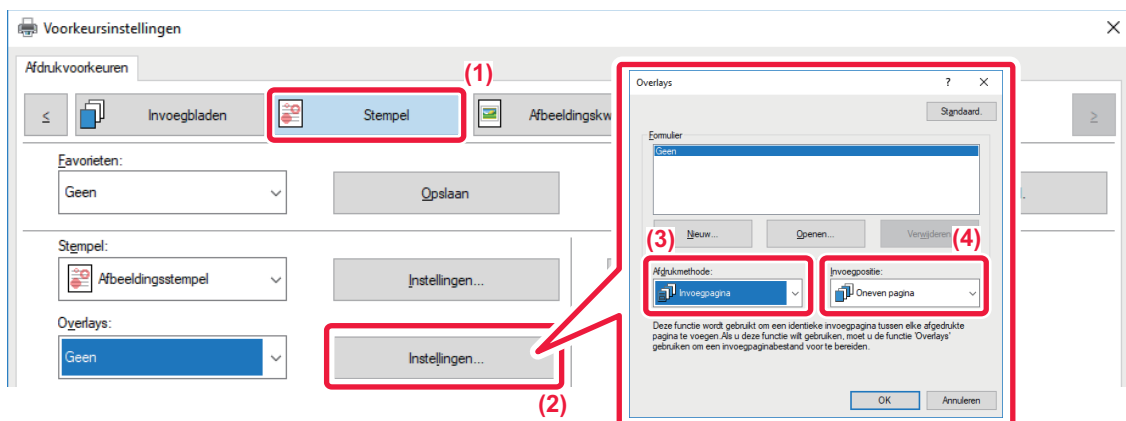 Voorkeursinstellingen
Afdrukvoorkeuren
(1)
Invoegbladen
Stempel
Afbeeldingskw
Favorieten:
Geen
Opslaan
Stempel:
Afbeeldingsstempel
Instellingen...
Overlays:
Geen
Instellingen...
(2)
Overlays
?
Standaard.
Formulier
Geen
Nieuw...
Openen...
Verwijderen
(3)
(4)
Afdrukmethode:
Invoegpositie:
Invoegpagina
Oneven pagina
Deze functie wordt gebruikt om een identieke invoegpagina tussen elke afgedrukte
pagina te voegen.Als u deze functie wilt gebruiken, moet u de functie 'Overlays'
gebruiken om een invoegpaginabestand voor te bereiden.
OK
Annuleren